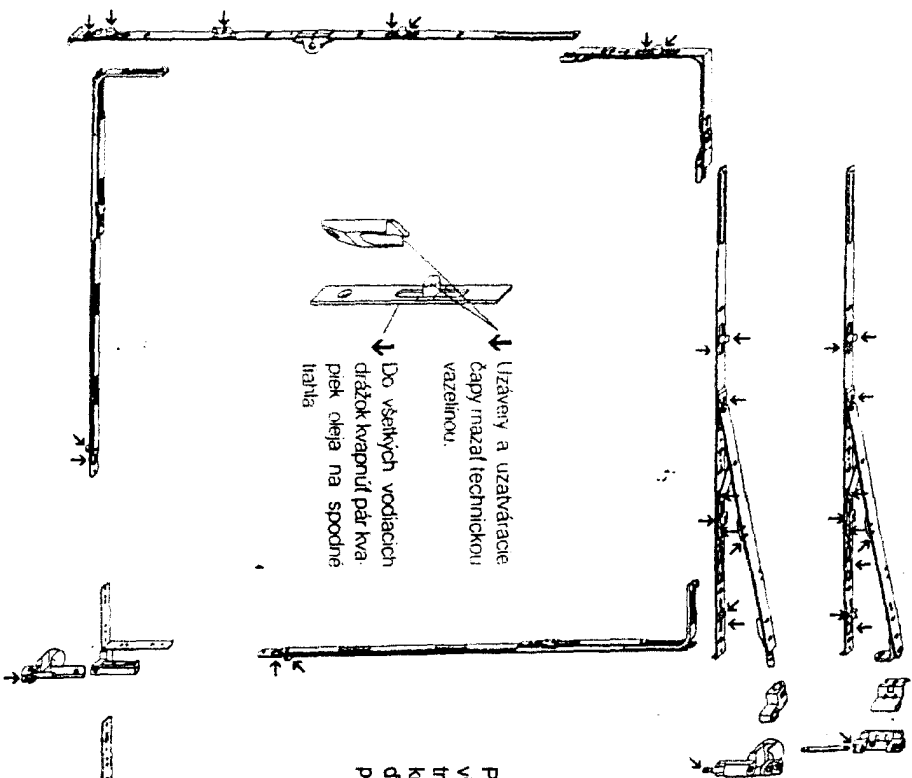 Uzávery a uzatváracie
čapy mazať technickou
vazelínou.
Do všetkých vodiacich
drážok kvapnúť pár kva-
piek oleja na spodné
tiahla